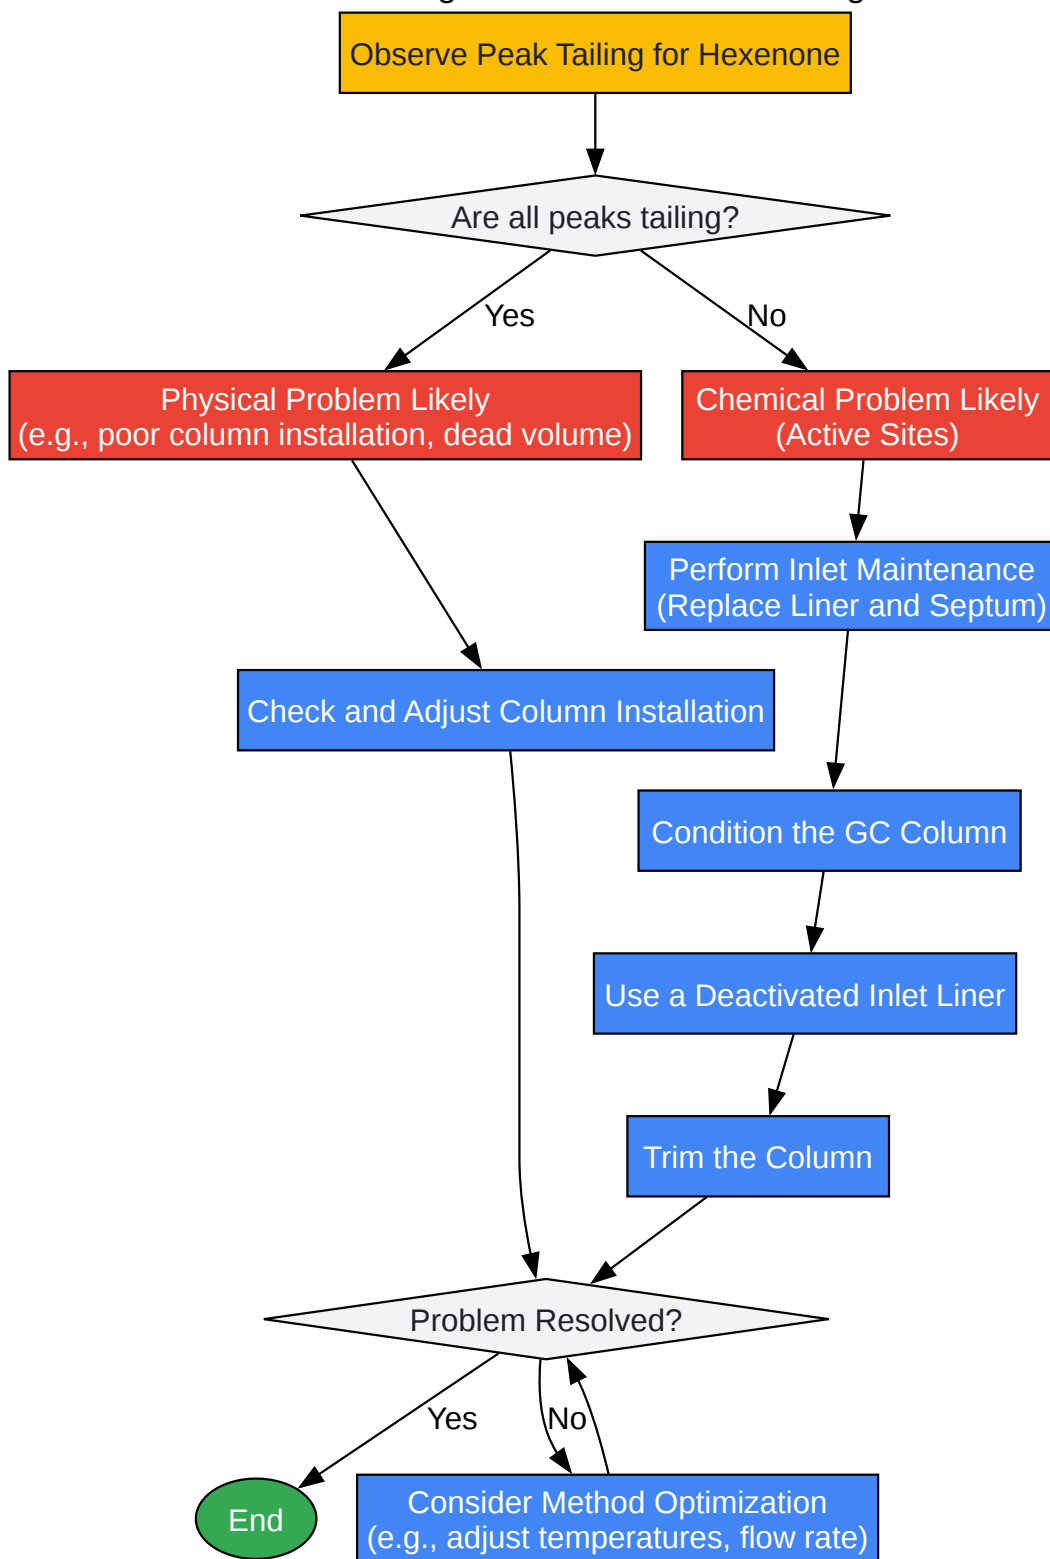 Observe Peak Tailing for Hexenone
Are all peaks tailing?
Yes
No
Physical Problem Likely
(e.g., poor column installation, dead volume)
Chemical Problem Likely
(Active Sites)
Perform Inlet Maintenance
(Replace Liner and Septum)
Check and Adjust Column Installation
Condition the GC Column
Use a Deactivated Inlet Liner
Trim the Column
Problem Resolved?
Yes
No
End
Consider Method Optimization
(e.g., adjust temperatures, flow rate)